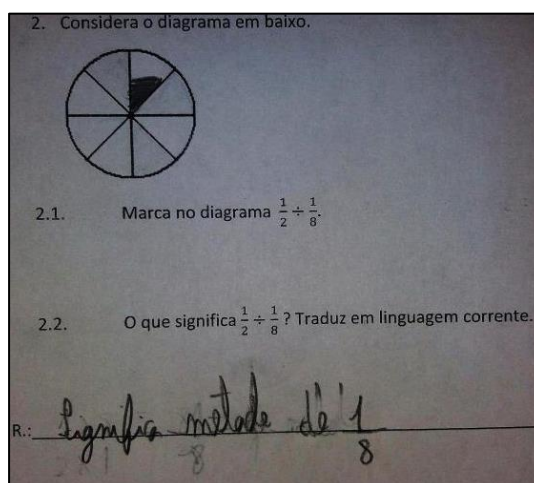 2. Considera o diagrama em baixo.
2.1. Marca no diagrama 1/2 ÷ 1/8.
2.2. O que significa 1/2 ÷ 1/8 ? Traduz em linguagem corrente.
R.: Significa metade de 1/8